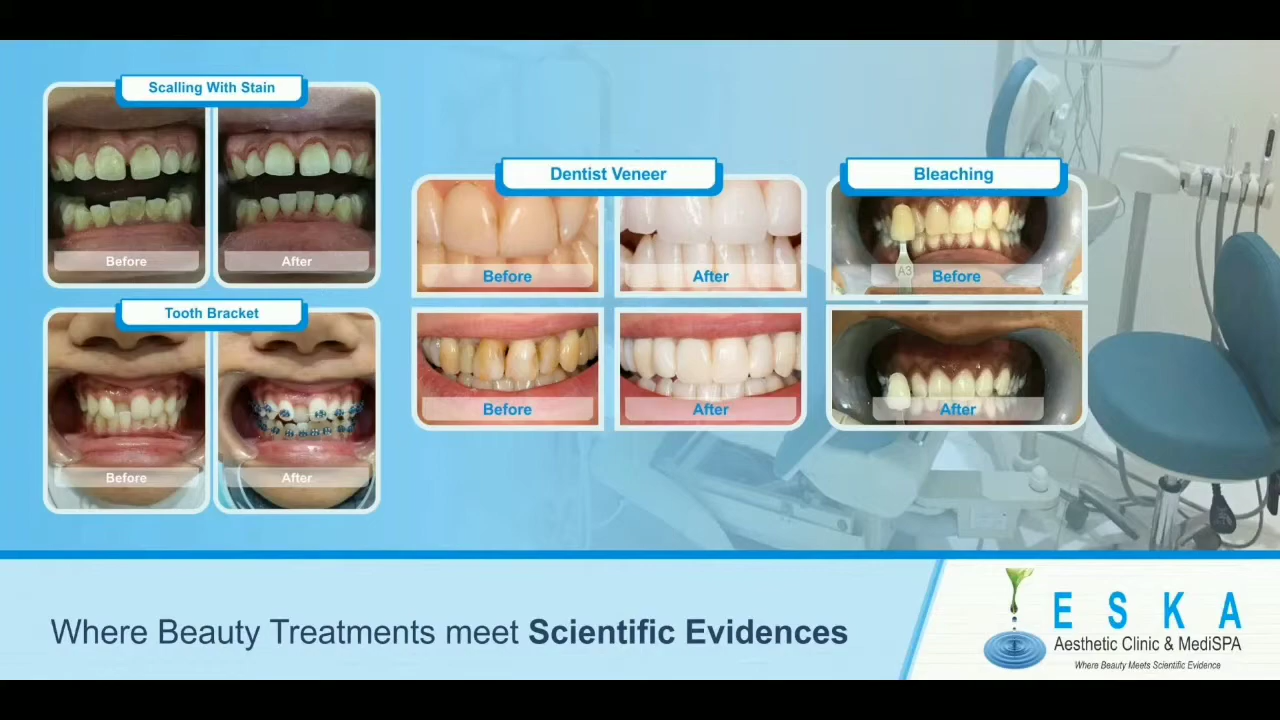 Scalling With Stain
Before
After
Tooth Bracket
Before
After
Dentist Veneer
Before
After
Before
After
Bleaching
A3
Before
After
Where Beauty Treatments meet Scientific Evidences
ESKA
Aesthetic Clinic & MediSPA
Where Beauty Meets Scientific Evidence